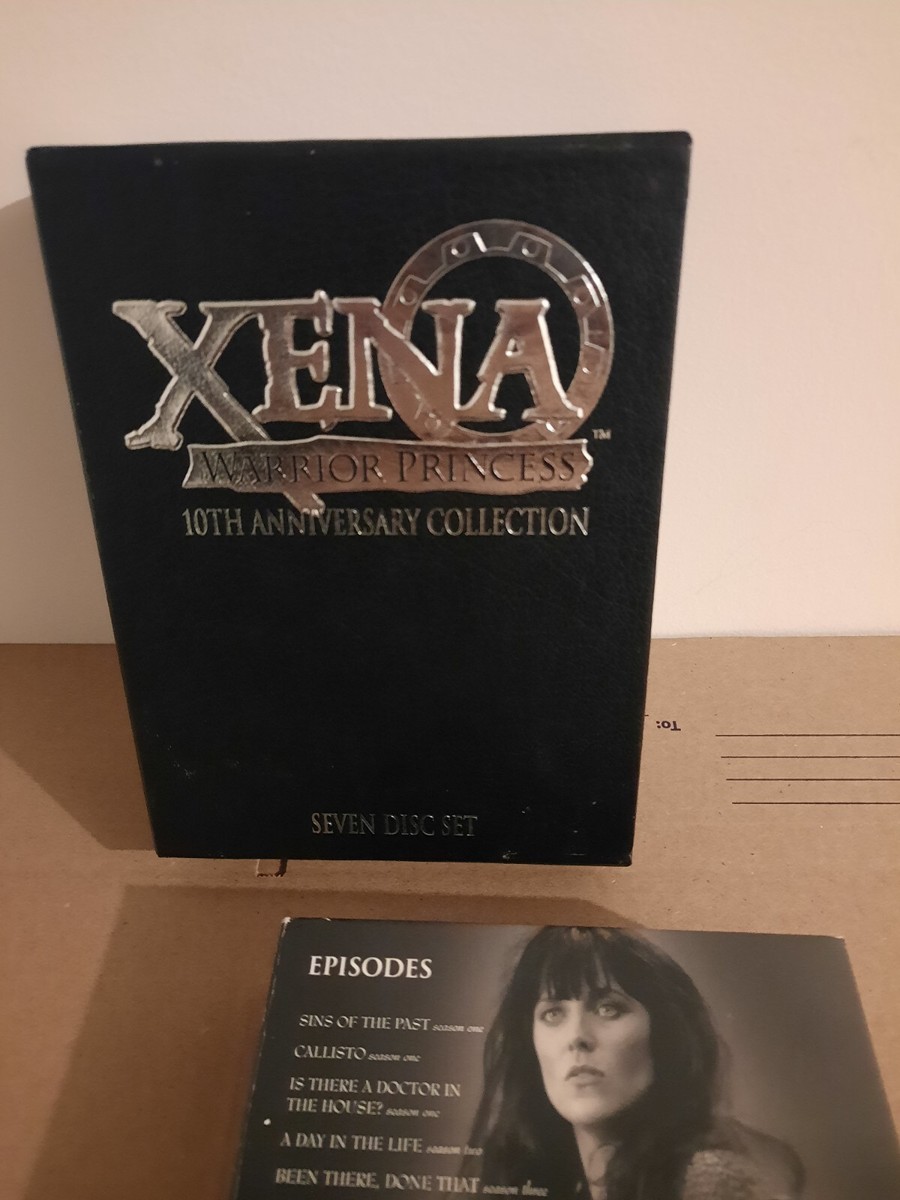 XENA
™
WARRIOR PRINCESS
10TH ANNIVERSARY COLLECTION
To:
SEVEN DISC SET
EPISODES
SINS OF THE PAST season one
CALLISTO season one
IS THERE A DOCTOR IN
THE HOUSE? season one
A DAY IN THE LIFE season two
BEEN THERE, DONE THAT season three